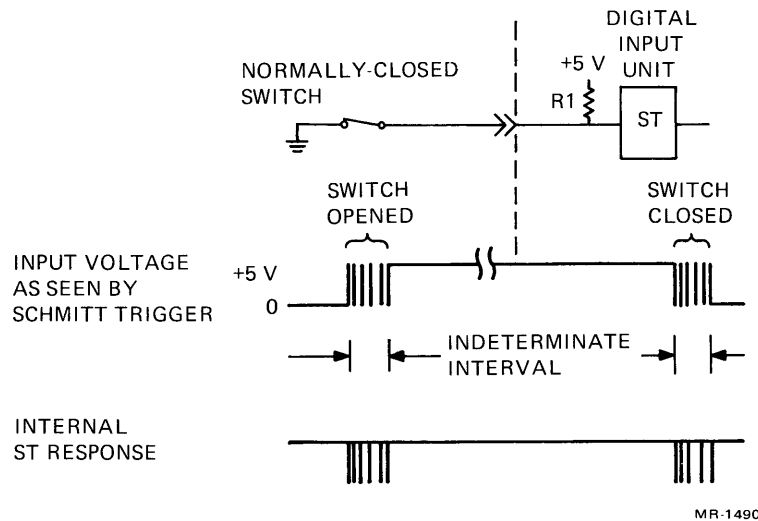 DIGITAL
INPUT
UNIT
+5 V
NORMALLY-CLOSED
SWITCH
R1
ST
SWITCH
OPENED
SWITCH
CLOSED
INPUT VOLTAGE
AS SEEN BY
SCHMITT TRIGGER
+5 V
0
INDETERMINATE
INTERVAL
INTERNAL
ST RESPONSE
MR-1490